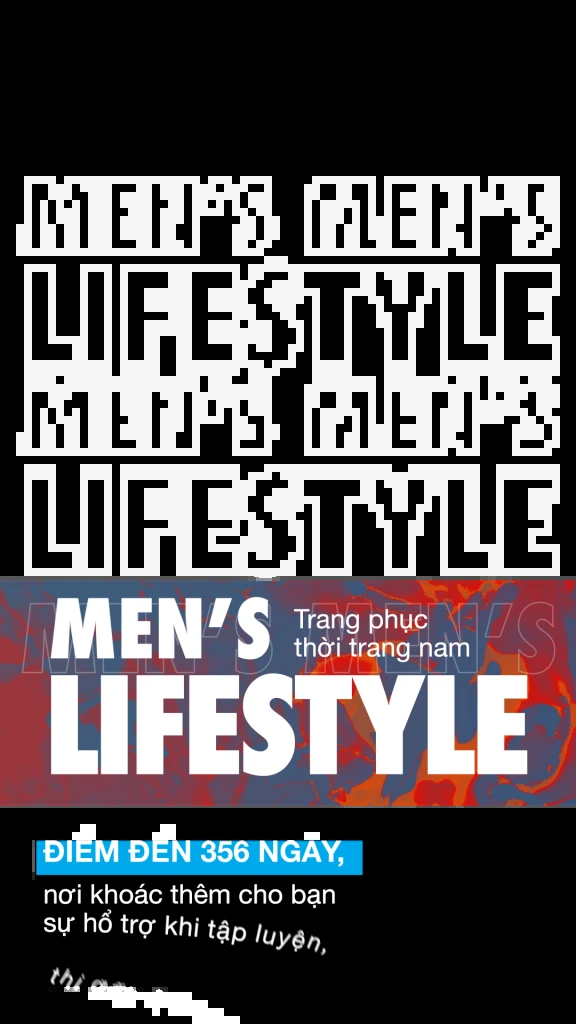 MEN'S MEN'S
LIFESTYLE
MEN'S MEN'S
LIFESTYLE
MEN'S
Trang phục
thời trang nam
LIFESTYLE
ĐIỂM ĐẾN 356 NGÀY,
nơi khoác thêm cho bạn
sự hổ trợ khi tập luyện,